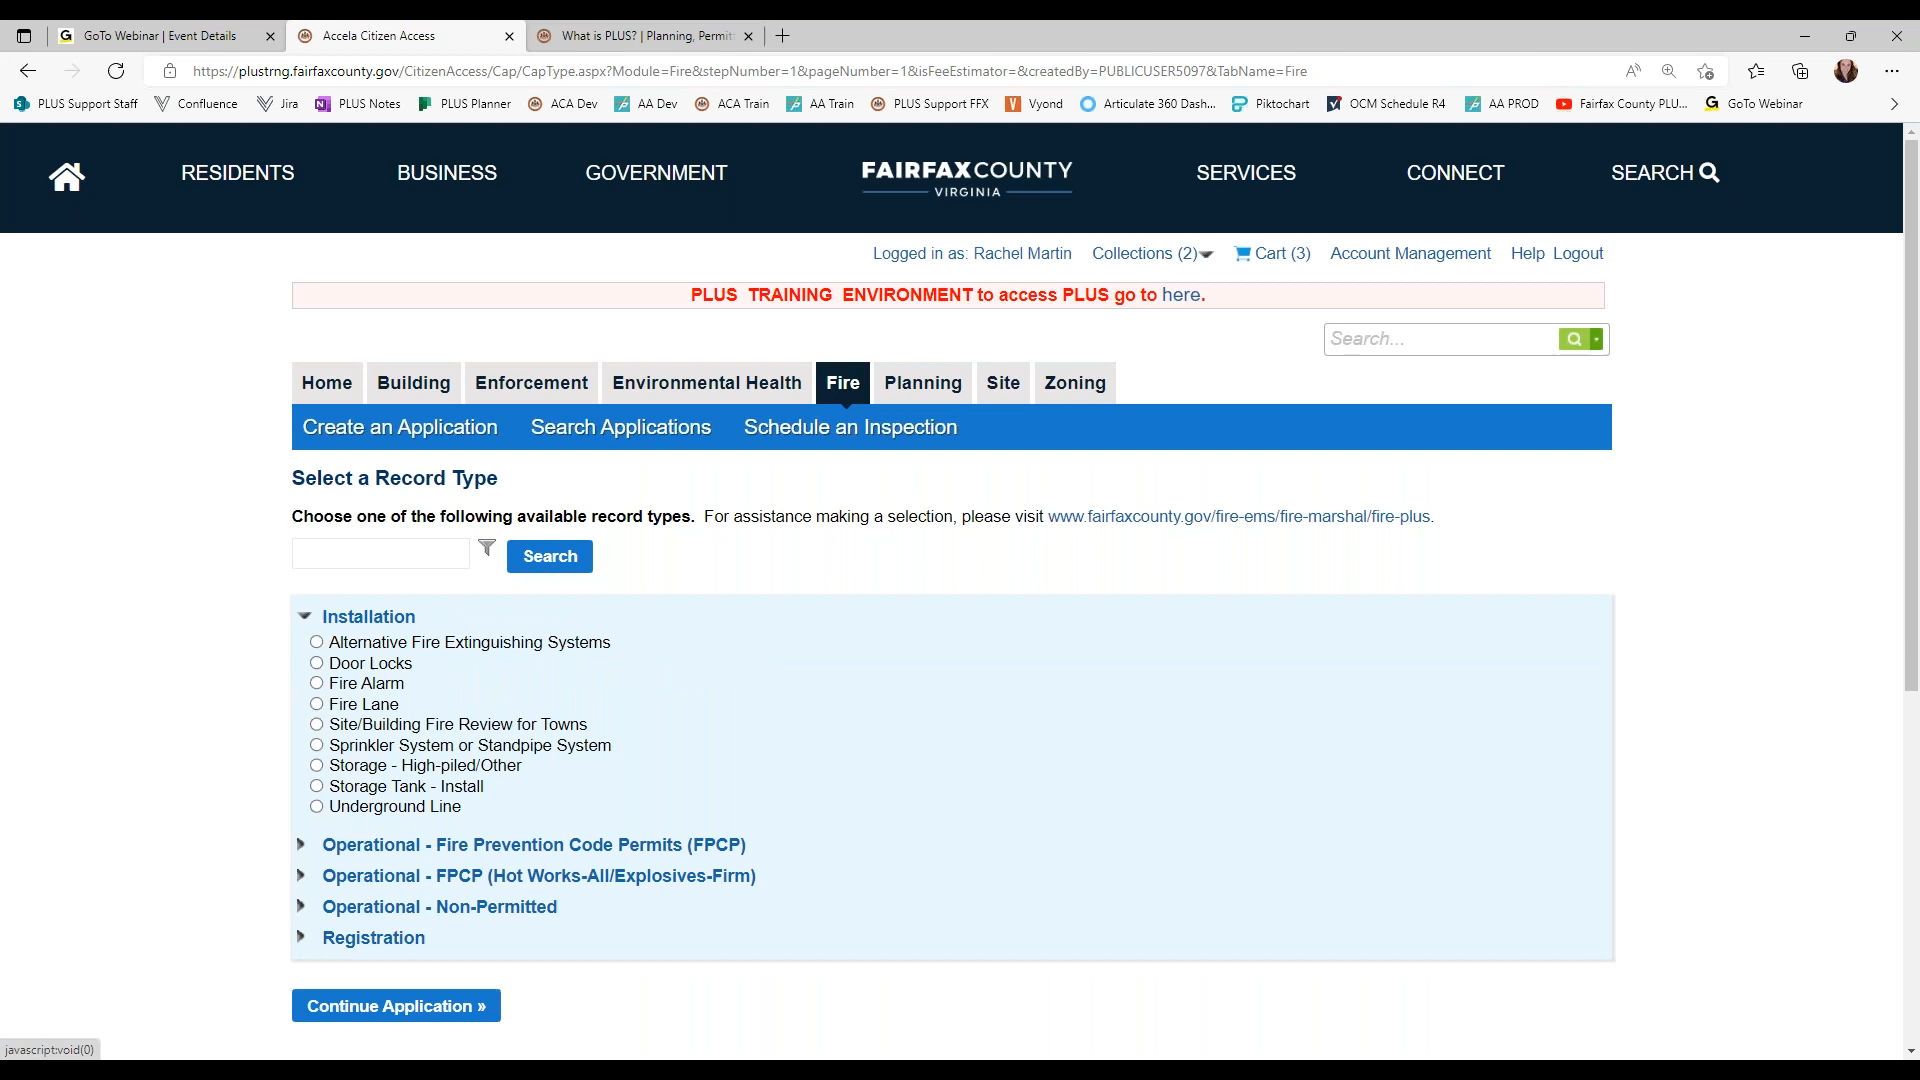 GoTo Webinar | Event Details
Accela Citizen Access
What is PLUS? | Planning, Permit
https://plustrng.fairfaxcounty.gov/CitizenAccess/Cap/CapType.aspx?Module=Fire&stepNumber=1&pageNumber=1&isFeeEstimator=&createdBy=PUBLICUSER5097&TabName=Fire
PLUS Support Staff Confluence Jira PLUS Notes PLUS Planner ACA Dev AA Dev ACA Train AA Train PLUS Support FFX Vyond Articulate 360 Dash... Piktochart OCM Schedule R4 AA PROD Fairfax County PLU... GoTo Webinar
RESIDENTS BUSINESS GOVERNMENT FAIRFAX COUNTY SERVICES CONNECT SEARCH
VIRGINIA
Logged in as: Rachel Martin Collections (2) Cart (3) Account Management Help Logout
PLUS TRAINING ENVIRONMENT to access PLUS go to here.
Search...
Home Building Enforcement Environmental Health Fire Planning Site Zoning
Create an Application Search Applications Schedule an Inspection
Select a Record Type
Choose one of the following available record types. For assistance making a selection, please visit www.fairfaxcounty.gov/fire-ems/fire-marshal/fire-plus.
Search
Installation
Alternative Fire Extinguishing Systems
Door Locks
Fire Alarm
Fire Lane
Site/Building Fire Review for Towns
Sprinkler System or Standpipe System
Storage - High-piled/Other
Storage Tank - Install
Underground Line
Operational - Fire Prevention Code Permits (FPCP)
Operational - FPCP (Hot Works-All/Explosives-Firm)
Operational - Non-Permitted
Registration
Continue Application »
javascript:void(0)